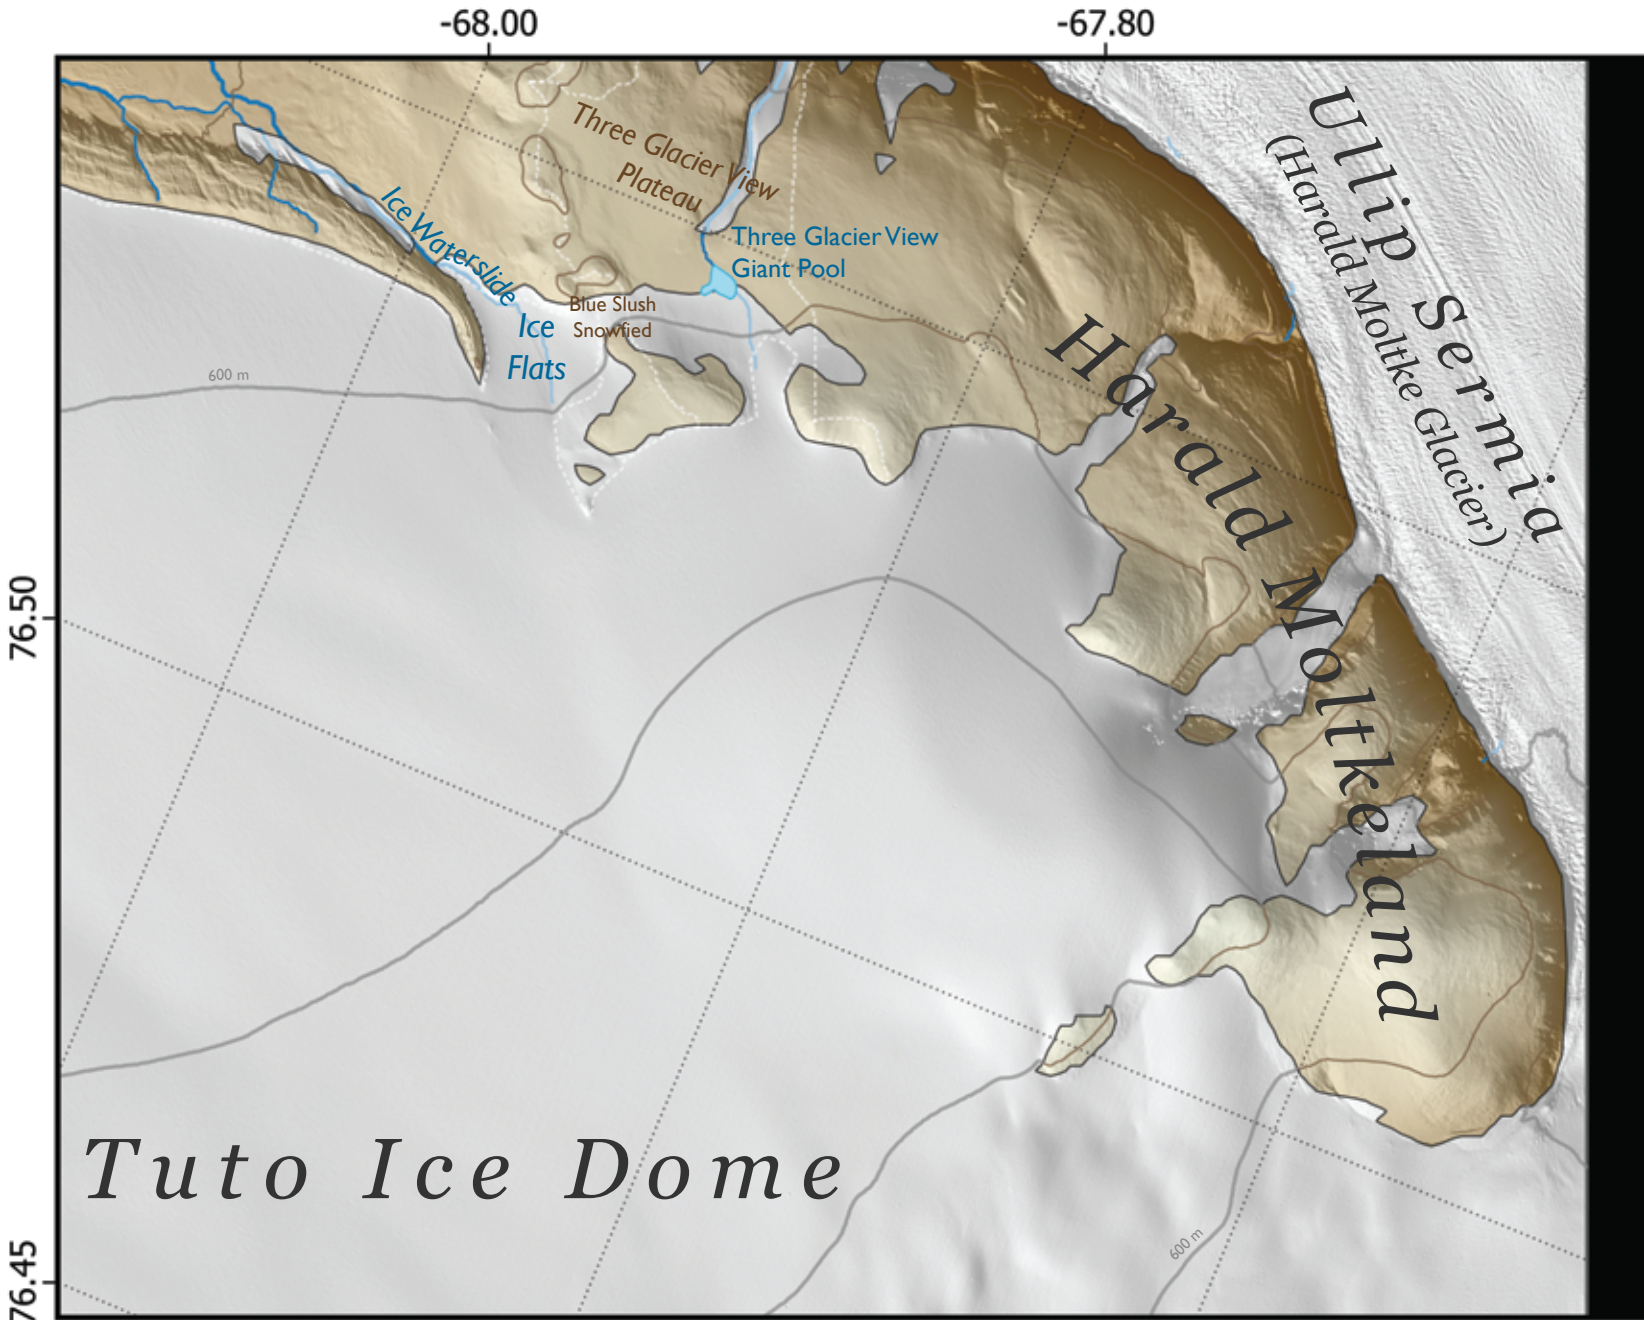 -68.00
-67.80
Ullip Sermia
(Harald Moltke Glacier)
Three Glacier View
Plateau
Ice Waterslide
Three Glacier View
Giant Pool
Blue Slush
Snowfied
Ice
Flats
600 m
Harald Moltkeland
76.50
Tuto Ice Dome
600 m
76.45